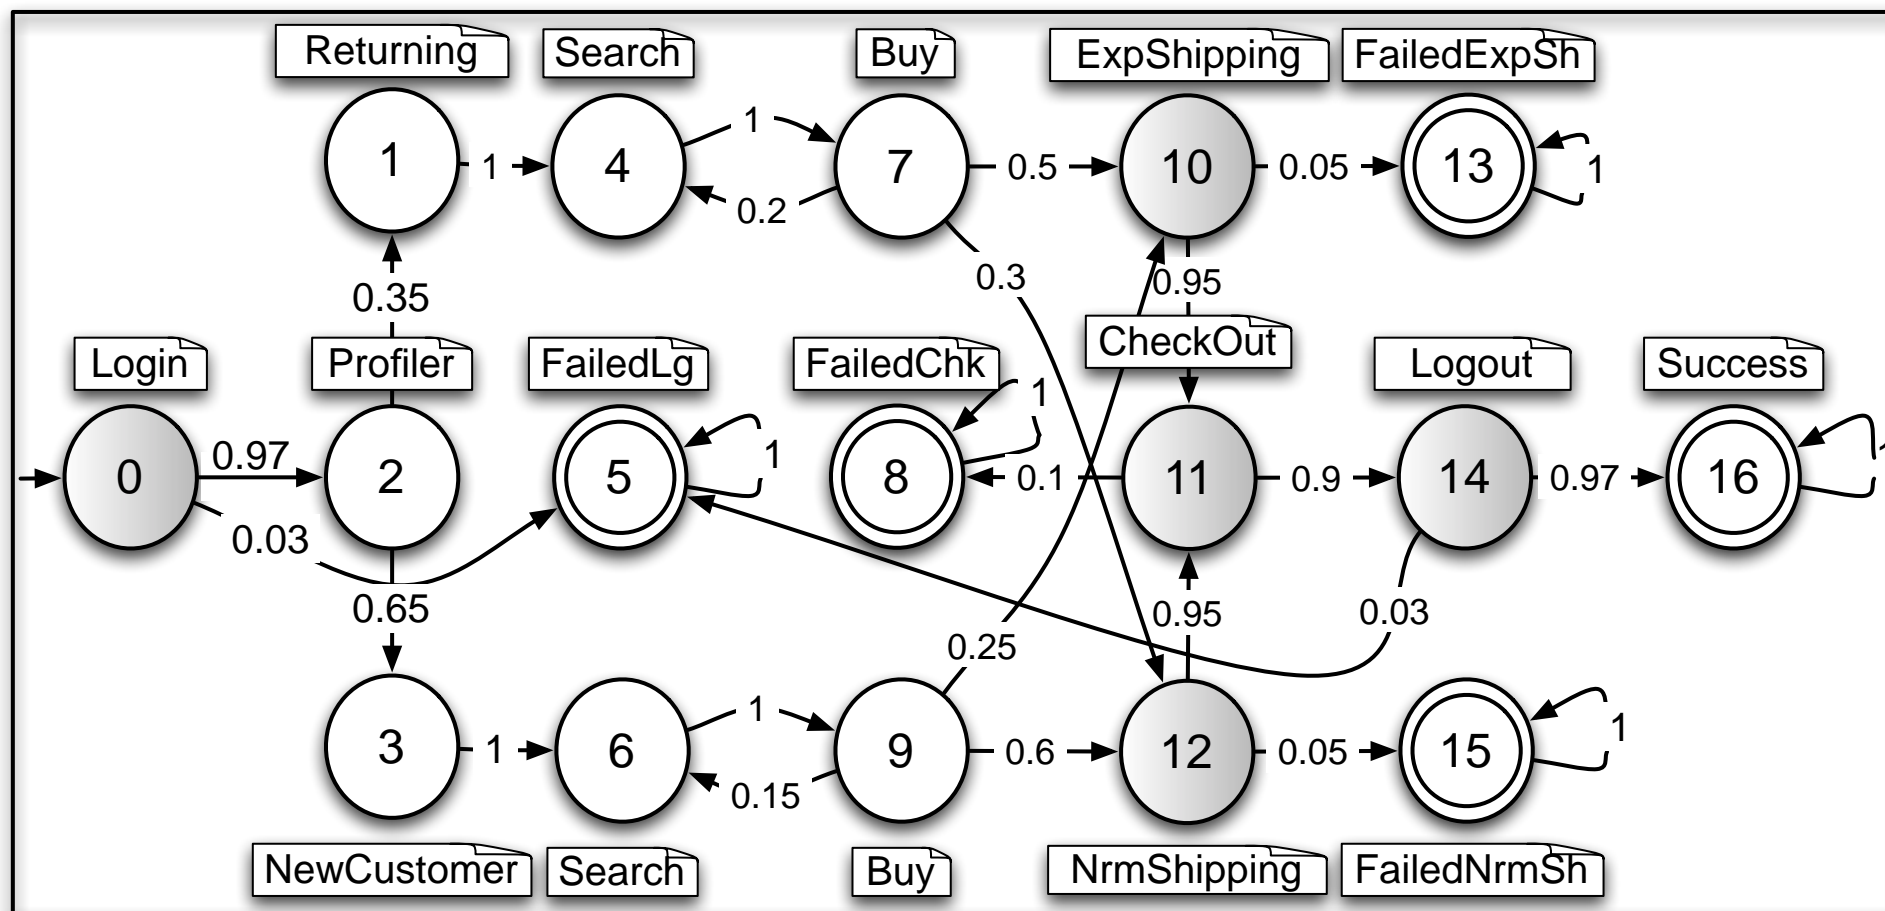 Returning Search Buy ExpShipping FailedExpSh
1 1 4 1 0.2 7 0.5 10 0.05 13 1
0.35 0.3 0.95
Login Profiler FailedLg FailedChk CheckOut Logout Success
0 0.97 2 5 1 8 1 0.1 11 0.9 14 0.97 16
0.03 0.65 0.25 0.95 0.03
3 1 6 1 0.15 9 0.6 12 0.05 15 1
NewCustomer Search Buy NrmShipping FailedNrmSh